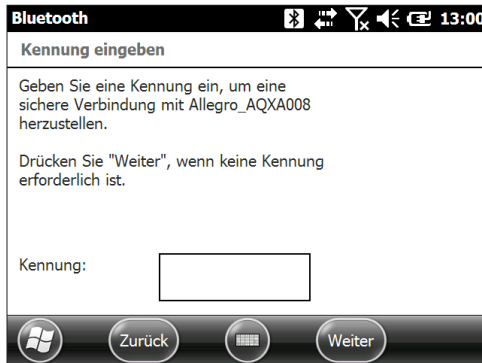 Bluetooth 13:00
Kennung eingeben
Geben Sie eine Kennung ein, um eine
sichere Verbindung mit Allegro_AQXA008
herzustellen.
Drücken Sie "Weiter", wenn keine Kennung
erforderlich ist.
Kennung:
Zurück Weiter